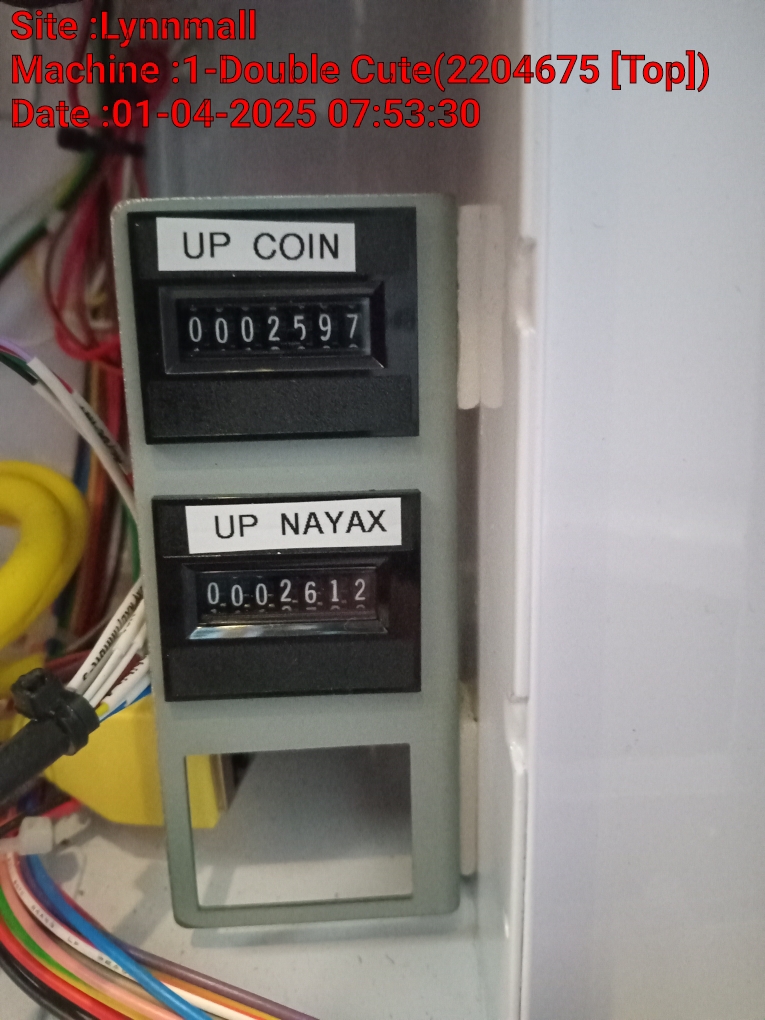 Site :Lynnmall
Machine :1-Double Cute(2204675 [Top])
Date :01-04-2025 07:53:30
UP COIN
0002597
UP NAYAX
0002612